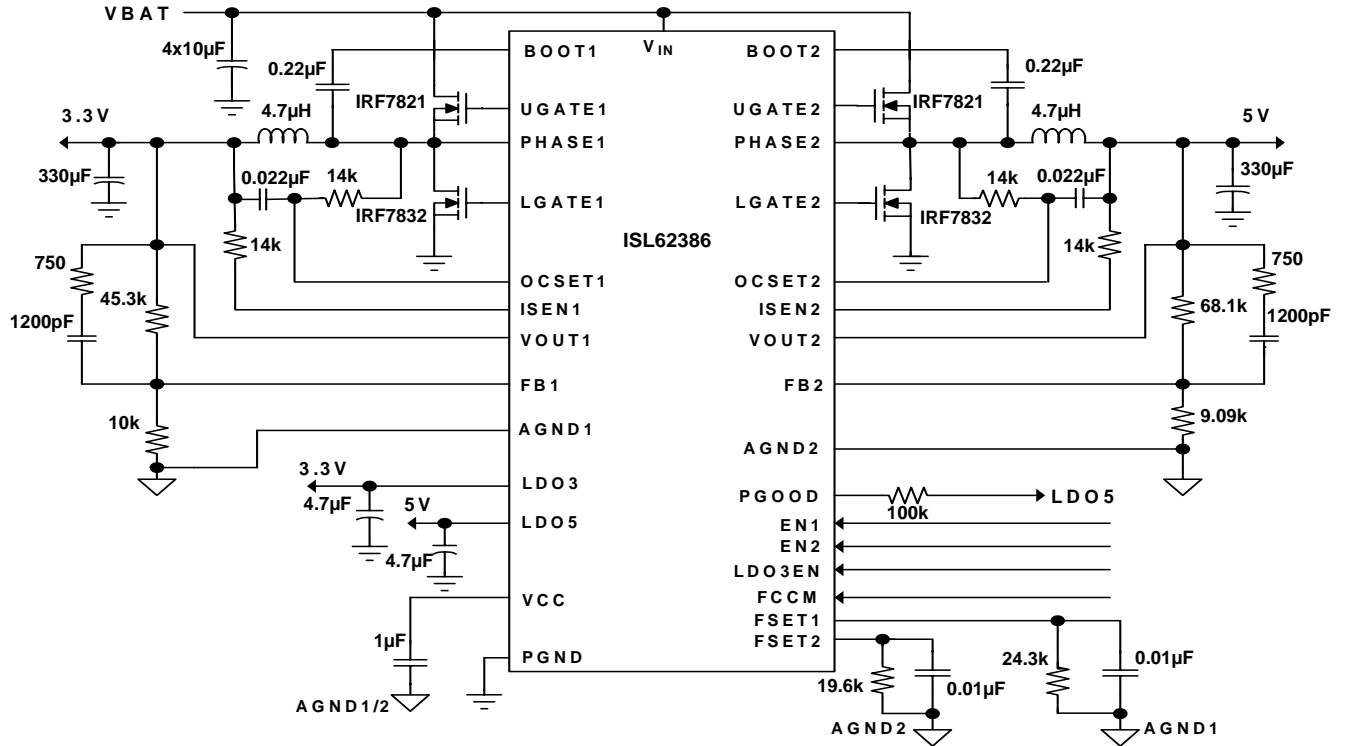 VBAT
4x10µF
0.22µF
IRF7821
4.7µH
3.3V
330µF
0.022µF
14k
IRF7832
14k
750
45.3k
1200pF
10k
3.3V
4.7µF
5V
4.7µF
1µF
AGND1/2
VIN
ISL62386
BOOT1
UGATE1
PHASE1
LGATE1
OCSET1
ISEN1
VOUT1
FB1
AGND1
LDO3
LDO5
VCC
PGND
BOOT2
UGATE2
PHASE2
LGATE2
OCSET2
ISEN2
VOUT2
FB2
AGND2
PGOOD
EN1
EN2
LDO3EN
FCCM
FSET1
FSET2
0.22µF
IRF7821
4.7µH
5V
330µF
14k
0.022µF
IRF7832
14k
750
68.1k
1200pF
9.09k
100k
LDO5
19.6k
0.01µF
AGND2
24.3k
0.01µF
AGND1